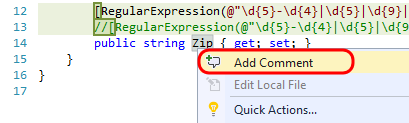 12 [RegularExpression(@"\d{5}-\d{4}|\d{5}|\d{9}|
13 //[RegularExpression(@"\d{5}-\d{4}|\d{5}|\d{9
14 public string Zip { get; set; }
15 }
16 }
17
Add Comment
Edit Local File
Quick Actions...